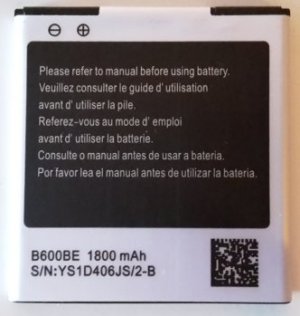 ⊖ ⊕
Please refer to manual before using battery.
Veuillez consulter le guide d' utilisation
avant d' utiliser la pile.
Referez-vous au mode d' emploi
avant d' utiliser la batterie.
Consulte o manual antes de usar a bateria.
Por favor lea el manual antes de utilizar la bateria.
B600BE 1800 mAh
S/N:YS1D406JS/2-B